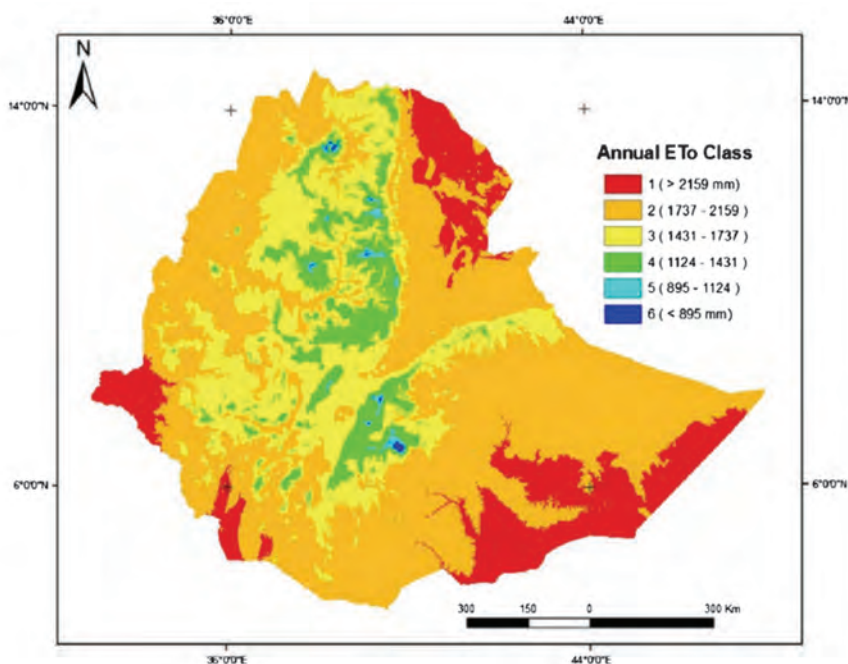 36°0'0"E 44°0'0"E
N
14°0'0"N 14°0'0"N
Annual ETo Class
1 ( > 2159 mm)
2 ( 1737 - 2159 )
3 ( 1431 - 1737 )
4 ( 1124 - 1431 )
5 ( 895 - 1124 )
6 ( < 895 mm)
6°0'0"N 6°0'0"N
300 150 0 300 Km
36°0'0"E 44°0'0"E